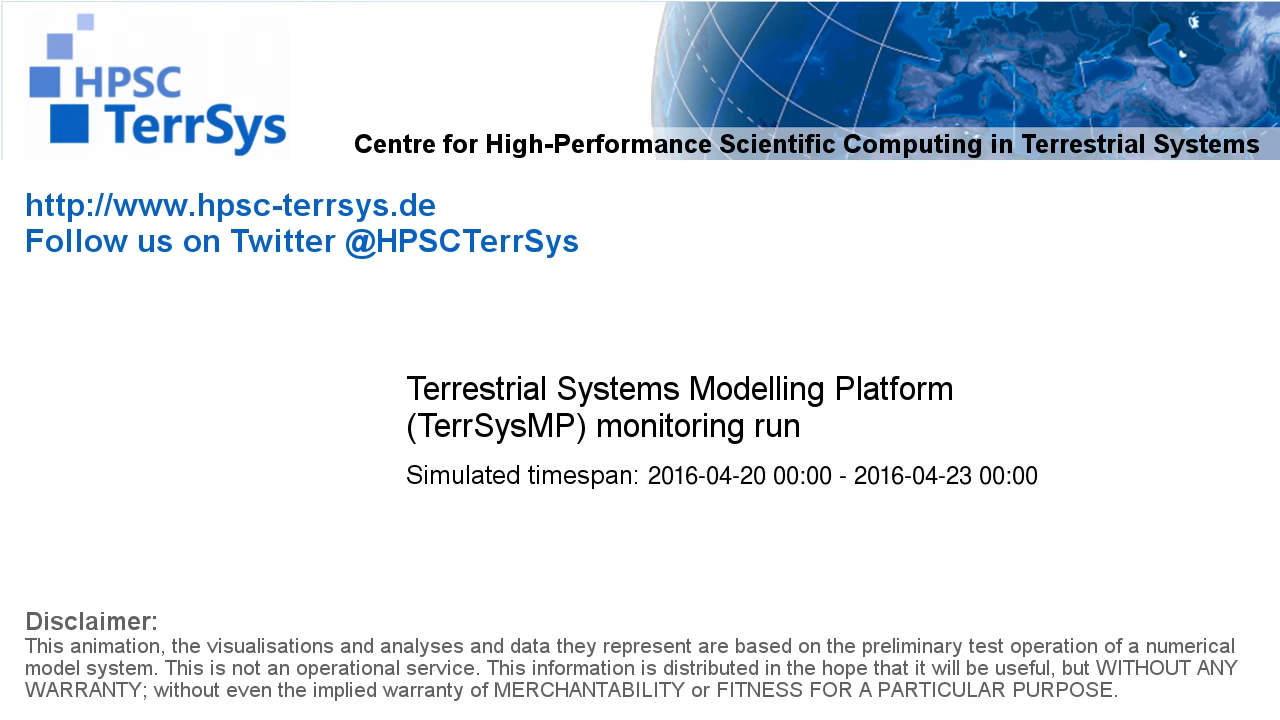 HPSC
TerrSys
Centre for High-Performance Scientific Computing in Terrestrial Systems
http://www.hpsc-terrsys.de
Follow us on Twitter @HPSCTerrSys
Terrestrial Systems Modelling Platform
(TerrSysMP) monitoring run
Simulated timespan: 2016-04-20 00:00 - 2016-04-23 00:00
Disclaimer:
This animation, the visualisations and analyses and data they represent are based on the preliminary test operation of a numerical
model system. This is not an operational service. This information is distributed in the hope that it will be useful, but WITHOUT ANY
WARRANTY; without even the implied warranty of MERCHANTABILITY or FITNESS FOR A PARTICULAR PURPOSE.